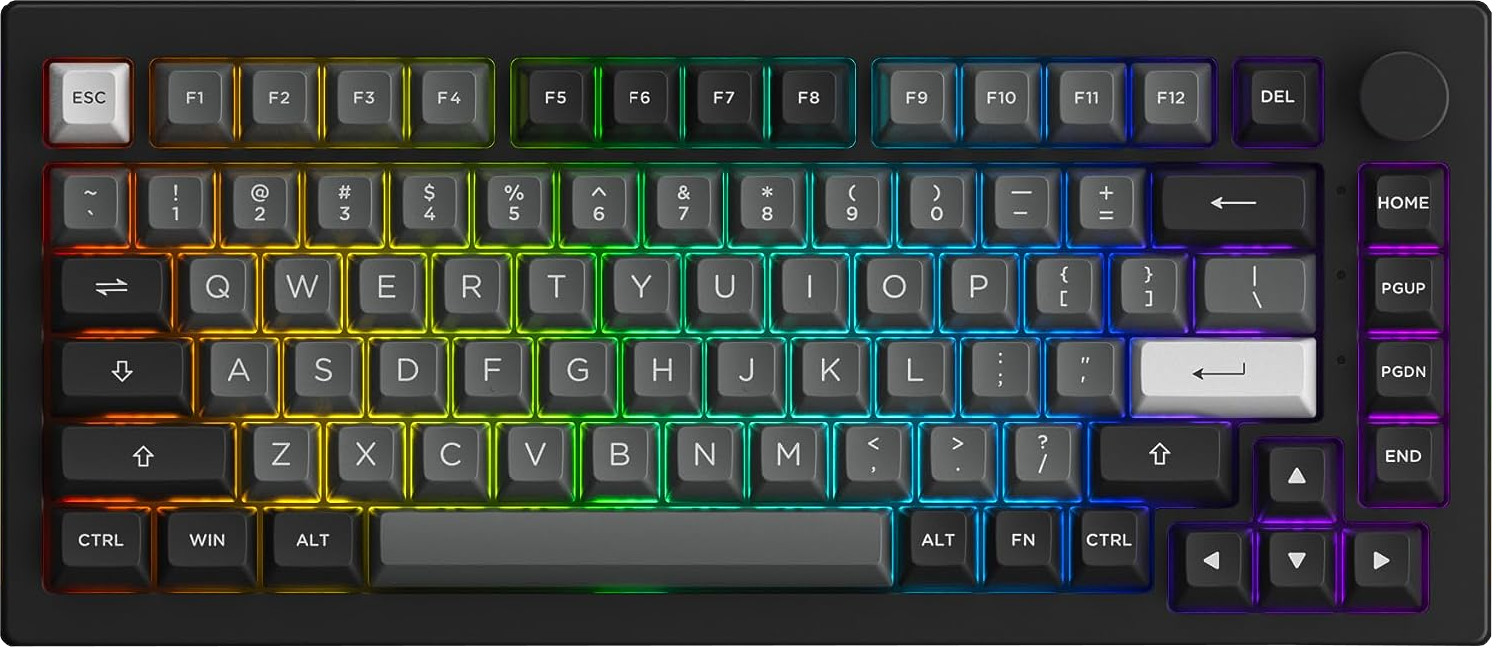 ESC F1 F2 F3 F4 F5 F6 F7 F8 F9 F10 F11 F12 DEL
~ ! @ # $ % ^ & * ( ) — +
` 1 2 3 4 5 6 7 8 9 0 – = ← HOME
⇌ Q W E R T Y U I O P { [ } ] | \ PGUP
⇩ A S D F G H J K L : ; " ' ↵ PGDN
⇧ Z X C V B N M < , > . ? / ⇧ ▲ END
CTRL WIN ALT ALT FN CTRL ◀ ▼ ▶